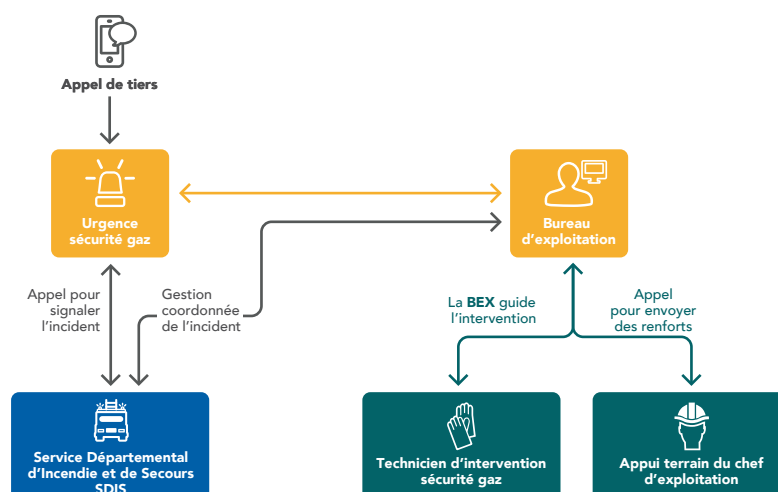 Appel de tiers
Urgence
sécurité gaz
Bureau
d'exploitation
Appel pour
signaler
l'incident
Gestion
coordonnée
de l'incident
La BEX guide
l'intervention
Appel
pour envoyer
des renforts
Service Départemental
d'Incendie et de Secours
SDIS
Technicien d'intervention
sécurité gaz
Appui terrain du chef
d'exploitation